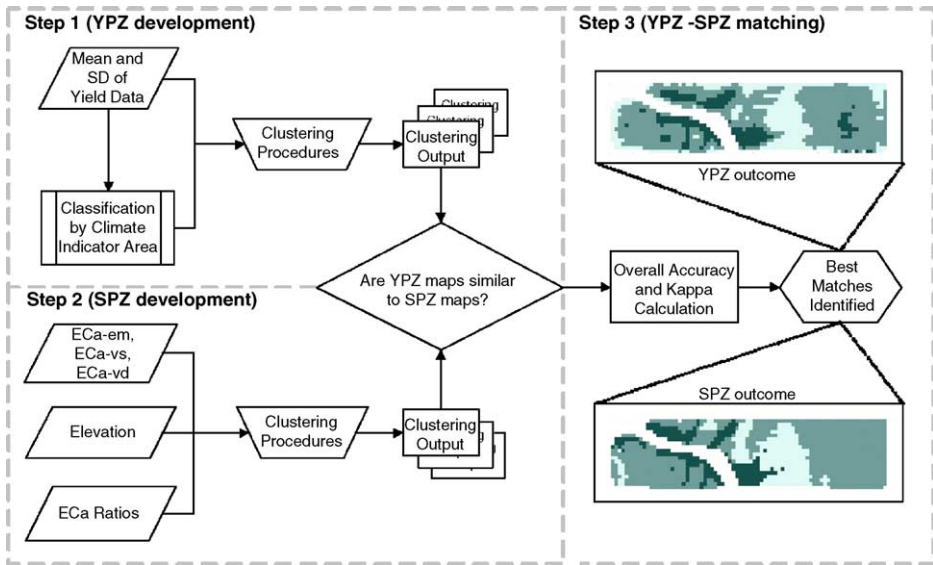 Step 1 (YPZ development)
Mean and
SD of
Yield Data
Classification
by Climate
Indicator Area
Clustering
Procedures
Clustering
Clustering
Clustering
Output
Step 2 (SPZ development)
ECa-em,
ECa-vs,
ECa-vd
Elevation
ECa Ratios
Clustering
Procedures
Clustering
Output
Are YPZ maps similar
to SPZ maps?
Step 3 (YPZ -SPZ matching)
YPZ outcome
Overall Accuracy
and Kappa
Calculation
Best
Matches
Identified
SPZ outcome